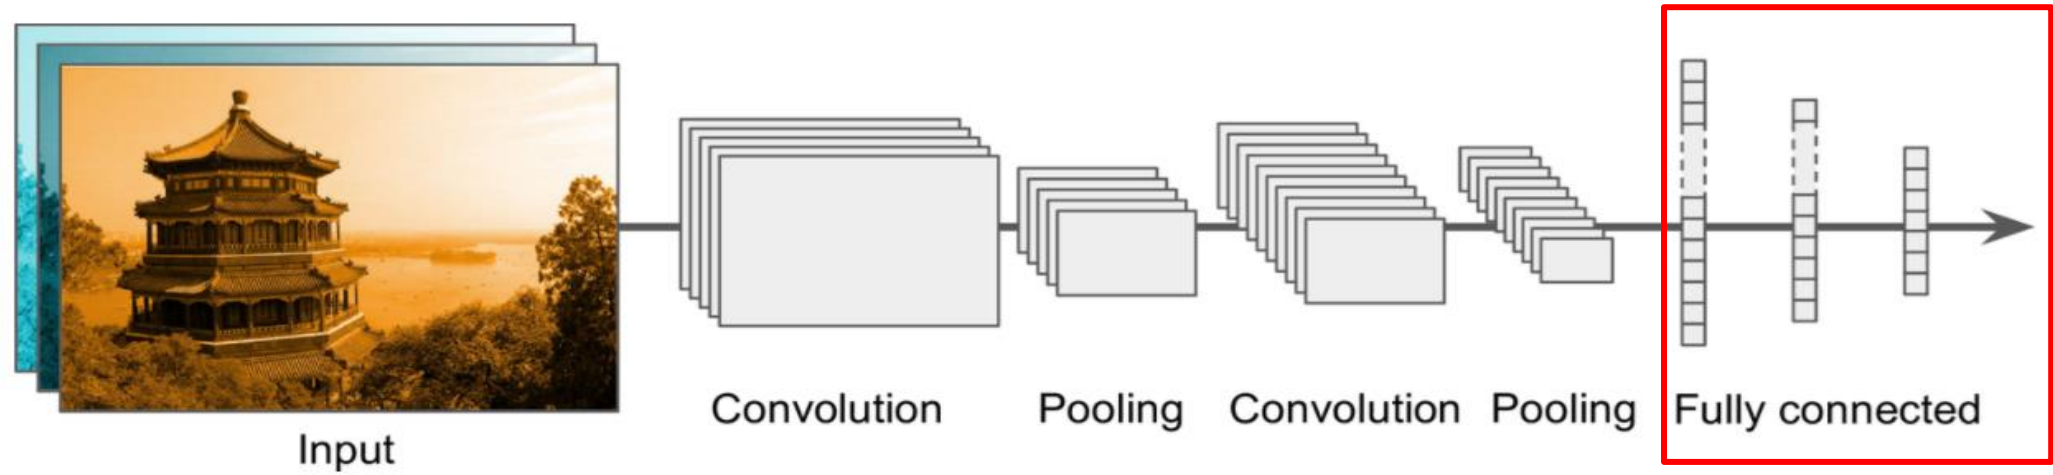 Input
Convolution
Pooling
Convolution
Pooling
Fully connected